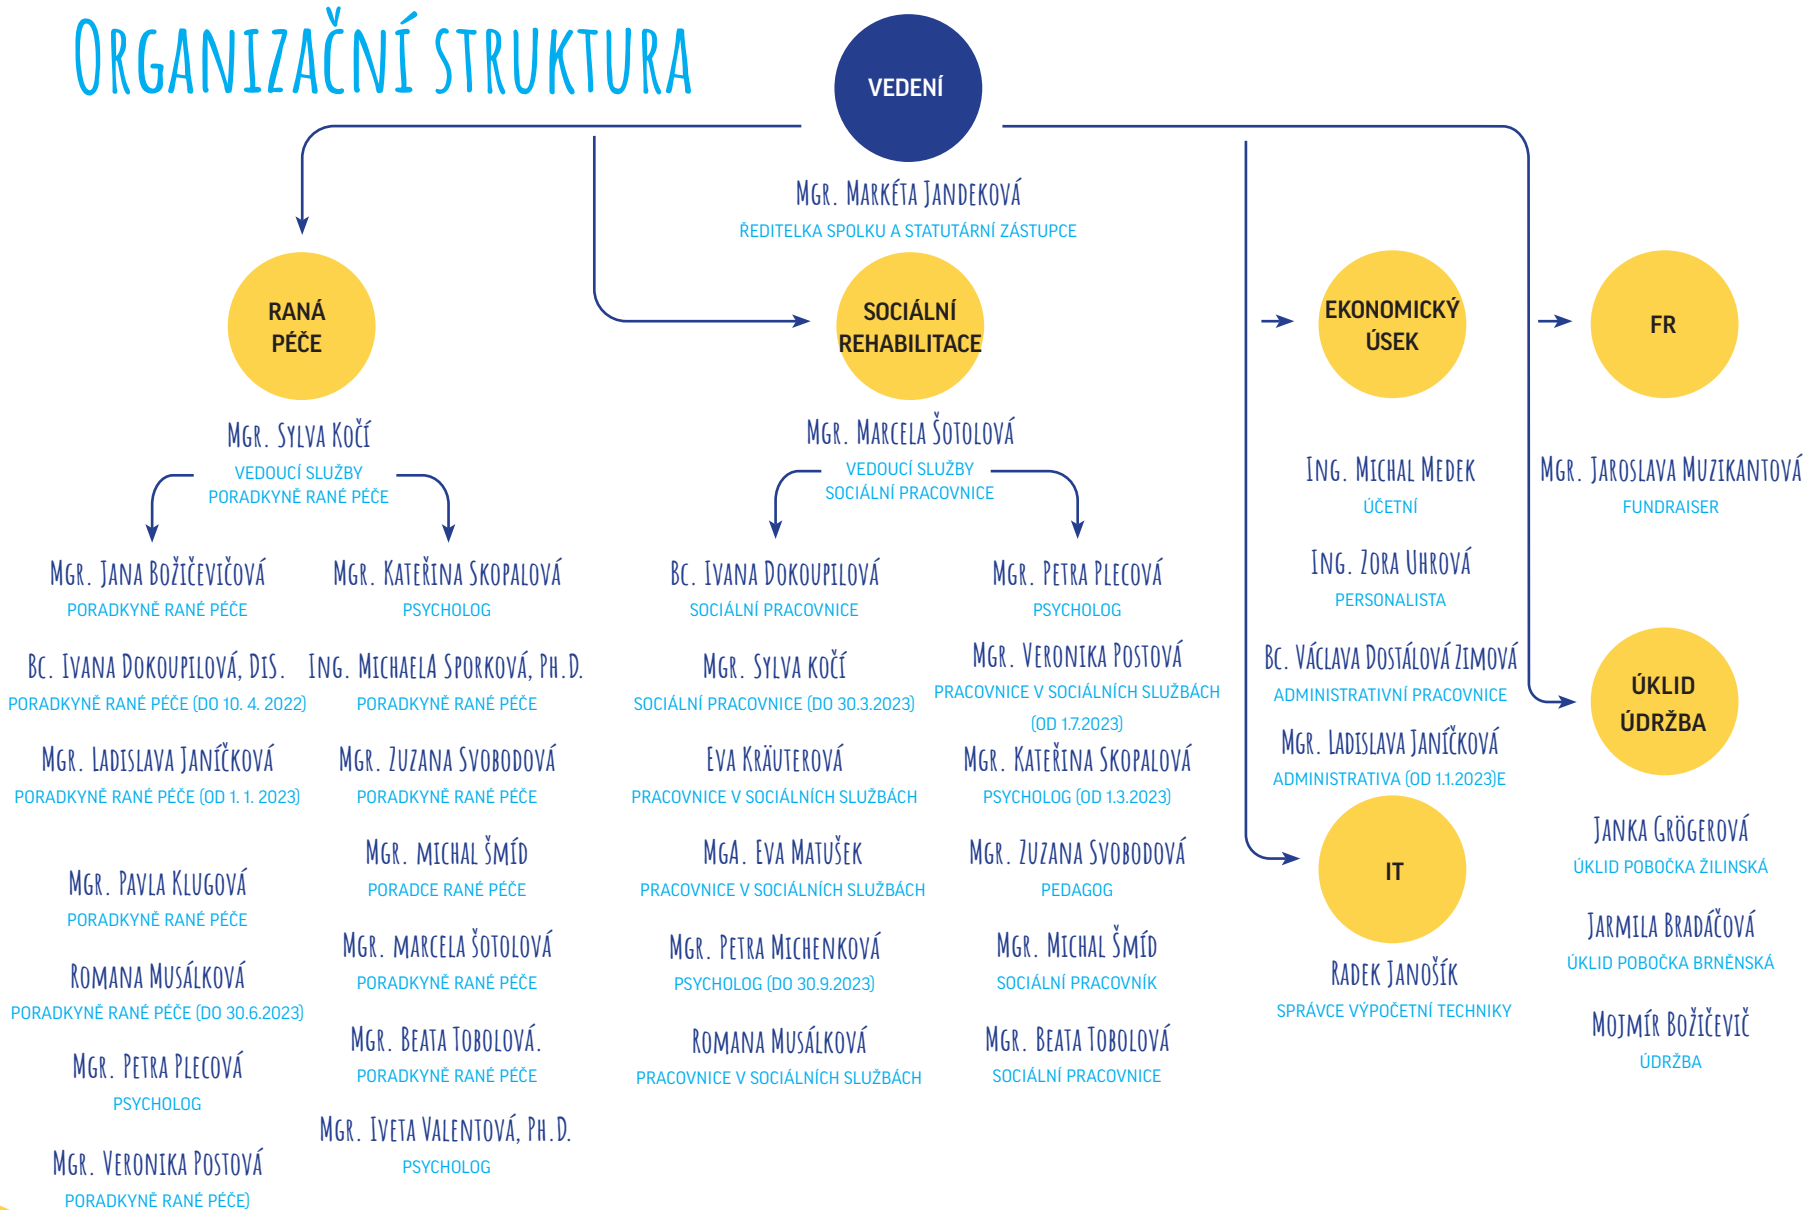 Organizační struktura
VEDENÍ
Mgr. Markéta Jandeková
ŘEDITELKA SPOLKU A STATUTÁRNÍ ZÁSTUPCE
RANÁ
PÉČE
Mgr. Sylva Kočí
VEDOUCÍ SLUŽBY
PORADKYNĚ RANÉ PÉČE
Mgr. Jana Božičevičová
PORADKYNĚ RANÉ PÉČE
Bc. Ivana Dokoupilová, DiS.
PORADKYNĚ RANÉ PÉČE (DO 10. 4. 2022)
Mgr. Ladislava Janíčková
PORADKYNĚ RANÉ PÉČE (OD 1. 1. 2023)
Mgr. Pavla Klugová
PORADKYNĚ RANÉ PÉČE
Romana Musálková
PORADKYNĚ RANÉ PÉČE (DO 30.6.2023)
Mgr. Petra Plecová
PSYCHOLOG
Mgr. Veronika Postová
PORADKYNĚ RANÉ PÉČE)
Mgr. Kateřina Skopalová
PSYCHOLOG
Ing. MichaelA Sporková, Ph.D.
PORADKYNĚ RANÉ PÉČE
Mgr. Zuzana Svobodová
PORADKYNĚ RANÉ PÉČE
Mgr. michal šmíd
PORADCE RANÉ PÉČE
Mgr. marcela šotolová
PORADKYNĚ RANÉ PÉČE
Mgr. Beata Tobolová.
PORADKYNĚ RANÉ PÉČE
Mgr. Iveta Valentová, Ph.D.
PSYCHOLOG
SOCIÁLNÍ
REHABILITACE
Mgr. Marcela Šotolová
VEDOUCÍ SLUŽBY
SOCIÁLNÍ PRACOVNICE
Bc. Ivana Dokoupilová
SOCIÁLNÍ PRACOVNICE
Mgr. Sylva kočí
SOCIÁLNÍ PRACOVNICE (DO 30.3.2023)
Eva Kräuterová
PRACOVNICE V SOCIÁLNÍCH SLUŽBÁCH
MgA. Eva Matušek
PRACOVNICE V SOCIÁLNÍCH SLUŽBÁCH
Mgr. Petra Michenková
PSYCHOLOG (DO 30.9.2023)
Romana Musálková
PRACOVNICE V SOCIÁLNÍCH SLUŽBÁCH
Mgr. Petra Plecová
PSYCHOLOG
Mgr. Veronika Postová
PRACOVNICE V SOCIÁLNÍCH SLUŽBÁCH
(OD 1.7.2023)
Mgr. Kateřina Skopalová
PSYCHOLOG (OD 1.3.2023)
Mgr. Zuzana Svobodová
PEDAGOG
Mgr. Michal Šmíd
SOCIÁLNÍ PRACOVNÍK
Mgr. Beata Tobolová
SOCIÁLNÍ PRACOVNICE
EKONOMICKÝ
ÚSEK
Ing. Michal Medek
ÚČETNÍ
Ing. Zora Uhrová
PERSONALISTA
Bc. Václava Dostálová Zimová
ADMINISTRATIVNÍ PRACOVNICE
Mgr. Ladislava Janíčková
ADMINISTRATIVA (OD 1.1.2023)E
IT
Radek Janošík
SPRÁVCE VÝPOČETNÍ TECHNIKY
FR
Mgr. Jaroslava Muzikantová
FUNDRAISER
ÚKLID
ÚDRŽBA
Janka Grögerová
ÚKLID POBOČKA ŽILINSKÁ
Jarmila Bradáčová
ÚKLID POBOČKA BRNĚNSKÁ
Mojmír Božičevič
ÚDRŽBA